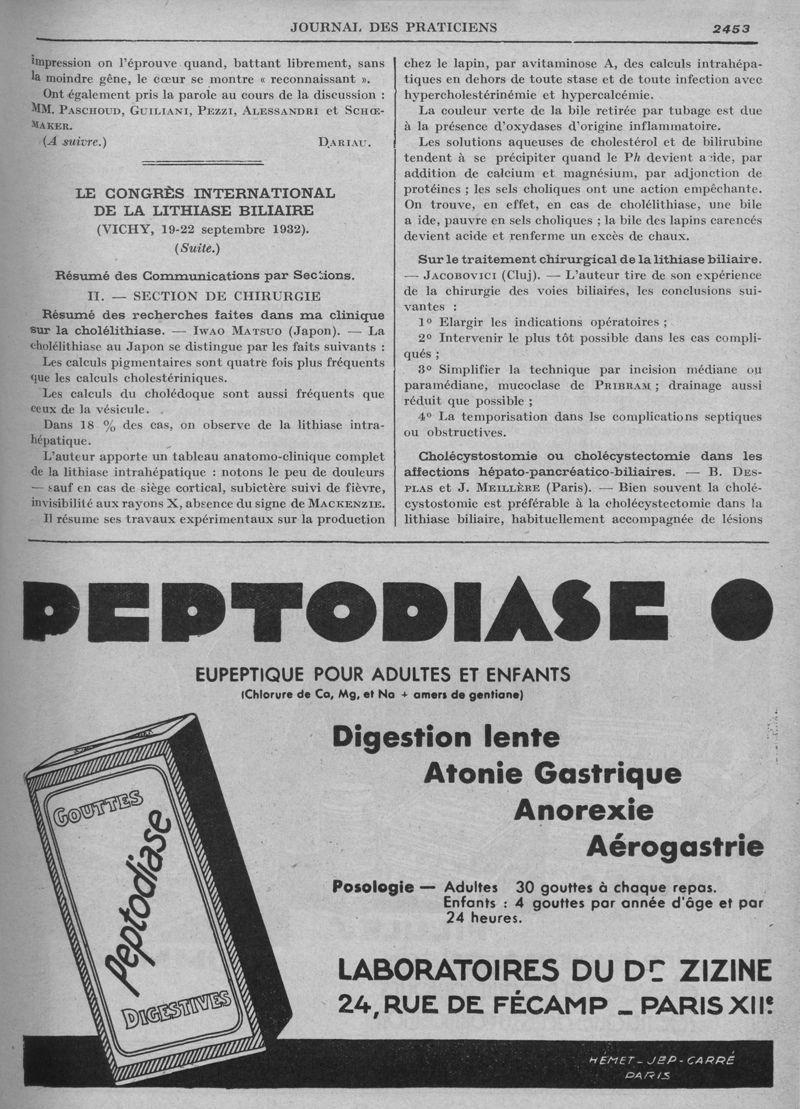 JOURNAL DES PRATICIENS
2453
impression on l'éprouve quand, battant librement, sans
la moindre gêne, le cœur se montre « reconnaissant ».
Ont également pris la parole au cours de la discussion :
MM. PASCHOUD, GUILIANI, PEZZI, ALESSANDRI et SCHŒ-
MAKER.
(A suivre.) DARIAU.
LE CONGRÈS INTERNATIONAL
DE LA LITHIASE BILIAIRE
(VICHY, 19-22 septembre 1932).
(Suite.)
Résumé des Communications par Sections.
II. — SECTION DE CHIRURGIE
Résumé des recherches faites dans ma clinique
sur la cholélithiase. — IWAO MATSUO (Japon). — La
cholélithiase au Japon se distingue par les faits suivants :
Les calculs pigmentaires sont quatre fois plus fréquents
que les calculs cholestériniques.
Les calculs du cholédoque sont aussi fréquents que
ceux de la vésicule.
Dans 18 % des cas, on observe de la lithiase intra-
hépatique.
L'auteur apporte un tableau anatomo-clinique complet
de la lithiase intrahépatique : notons le peu de douleurs
— sauf en cas de siège cortical, subictère suivi de fièvre,
invisibilité aux rayons X, absence du signe de MACKENZIE.
Il résume ses travaux expérimentaux sur la production
chez le lapin, par avitaminose A, des calculs intrahépa-
tiques en dehors de toute stase et de toute infection avec
hypercholestérinémie et hypercalcémie.
La couleur verte de la bile retirée par tubage est due
à la présence d'oxydases d'origine inflammatoire.
Les solutions aqueuses de cholestérol et de bilirubine
tendent à se précipiter quand le Ph devient acide, par
addition de calcium et magnésium, par adjonction de
protéines ; les sels choliques ont une action empêchante.
On trouve, en effet, en cas de cholélithiase, une bile
a ide, pauvre en sels choliques ; la bile des lapins carencés
devient acide et renferme un excès de chaux.
Sur le traitement chirurgical de la lithiase biliaire.
— JACOBOVICI (Cluj). — L'auteur tire de son expérience
de la chirurgie des voies biliaires, les conclusions sui-
vantes :
1º Elargir les indications opératoires ;
2º Intervenir le plus tôt possible dans les cas compli-
qués ;
3º Simplifier la technique par incision médiane ou
paramédiane, mucoclase de PRIBRAM ; drainage aussi
réduit que possible ;
4º La temporisation dans lse complications septiques
ou obstructives.
Cholécystostomie ou cholécystectomie dans les
affections hépato-pancréatico-biliaires. — B. DES-
PLAS et J. MEILLÈRE (Paris). — Bien souvent la cholé-
cystostomie est préférable à la cholécystectomie dans la
lithiase biliaire, habituellement accompagnée de lésions
PEPTODIASE
EUPEPTIQUE POUR ADULTES ET ENFANTS
(Chlorure de Ca, Mg, et Na + amers de gentiane)
Digestion lente
Atonie Gastrique
Anorexie
Aérogastrie
Posologie — Adultes 30 gouttes à chaque repas.
Enfants : 4 gouttes par année d'âge et par
24 heures.
LABORATOIRES DU Dr ZIZINE
24, RUE DE FÉCAMP _ PARIS XIIe.
GOUTTES
Peptodiase
DIGESTIVES
HÉMET - JEP - CARRÉ
PARIS